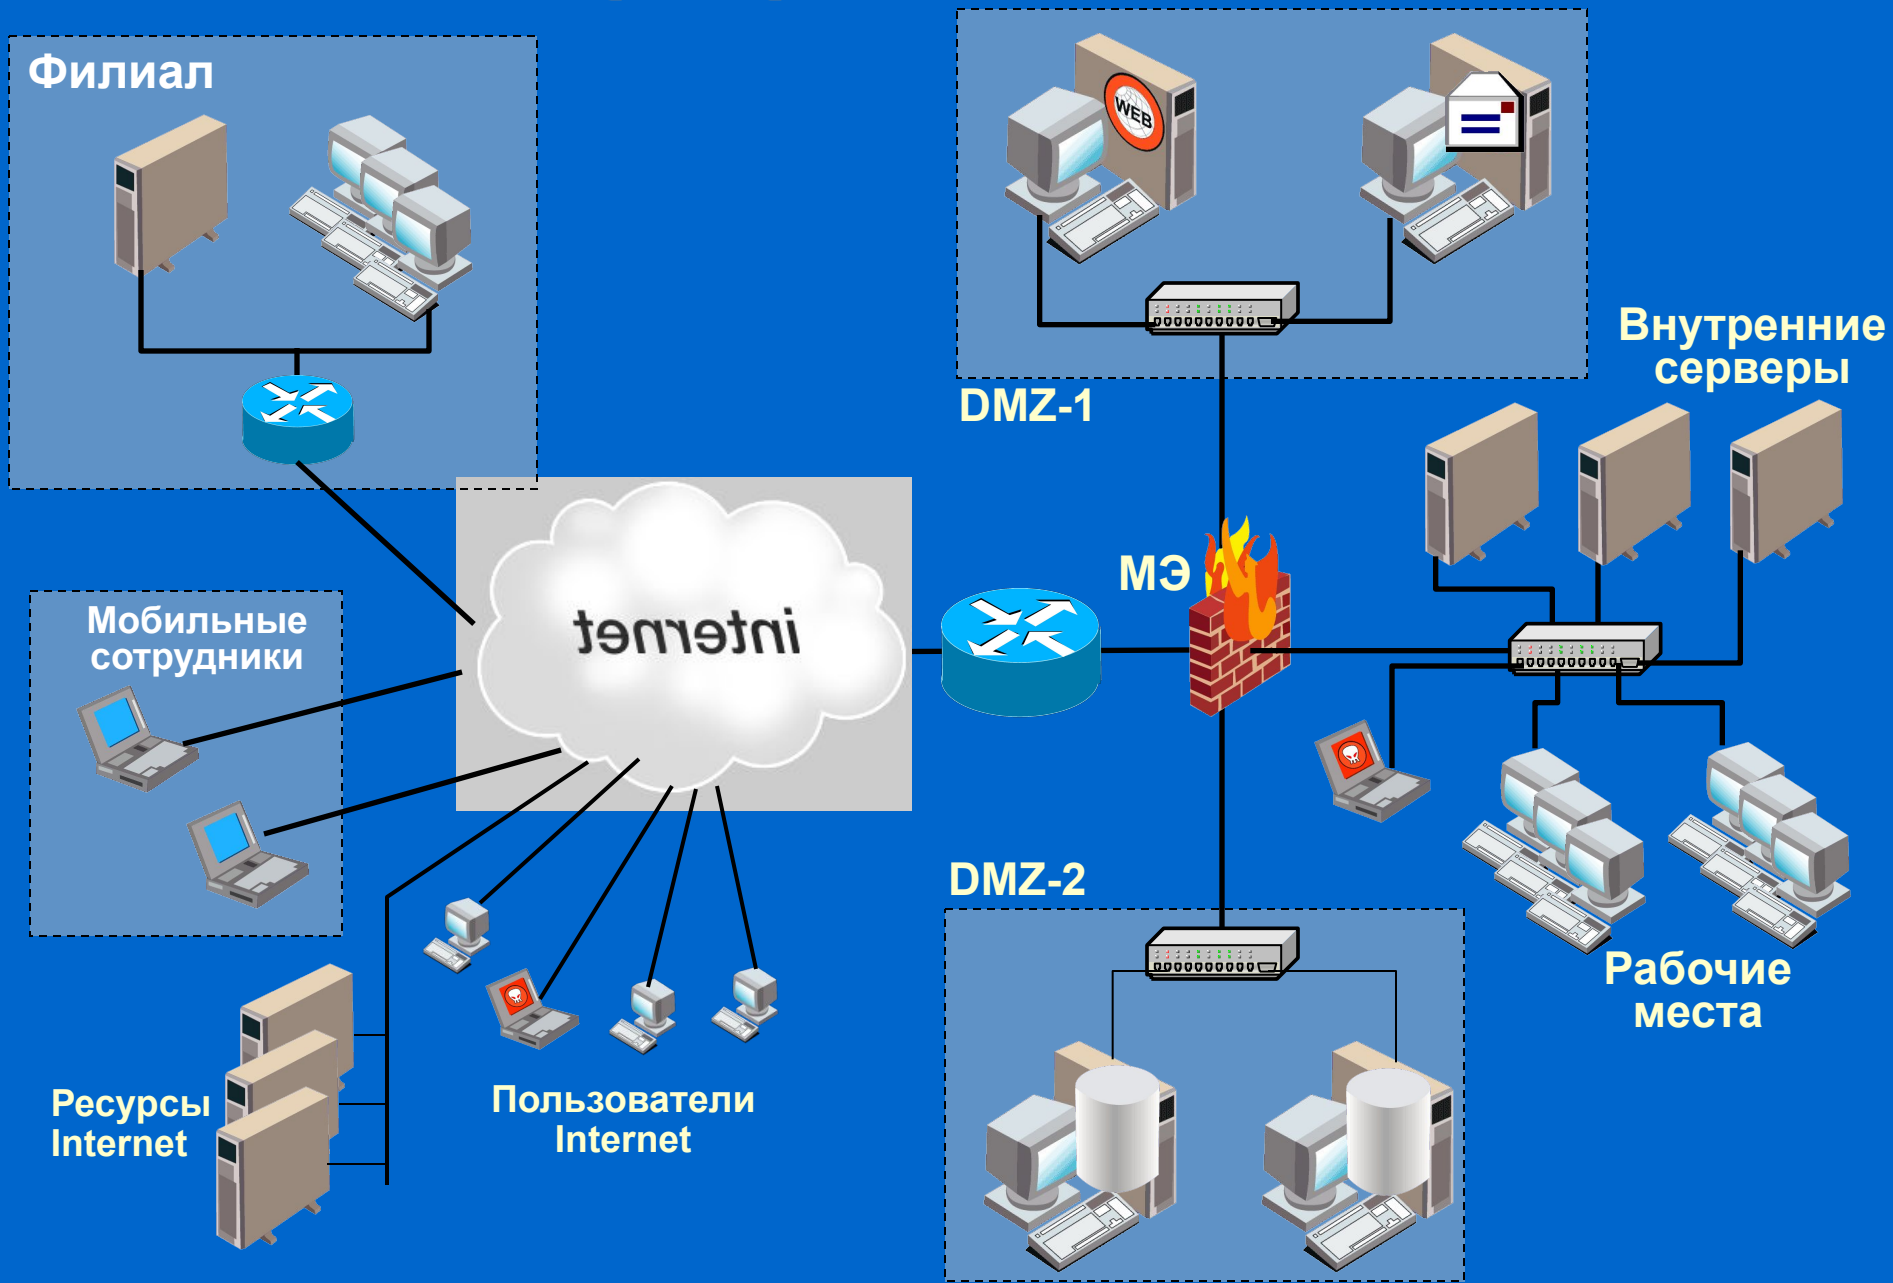 Филиал
WEB
DMZ-1
Внутренние
серверы
МЭ
internet
Мобильные
сотрудники
DMZ-2
Рабочие
места
Ресурсы
Internet
Пользователи
Internet